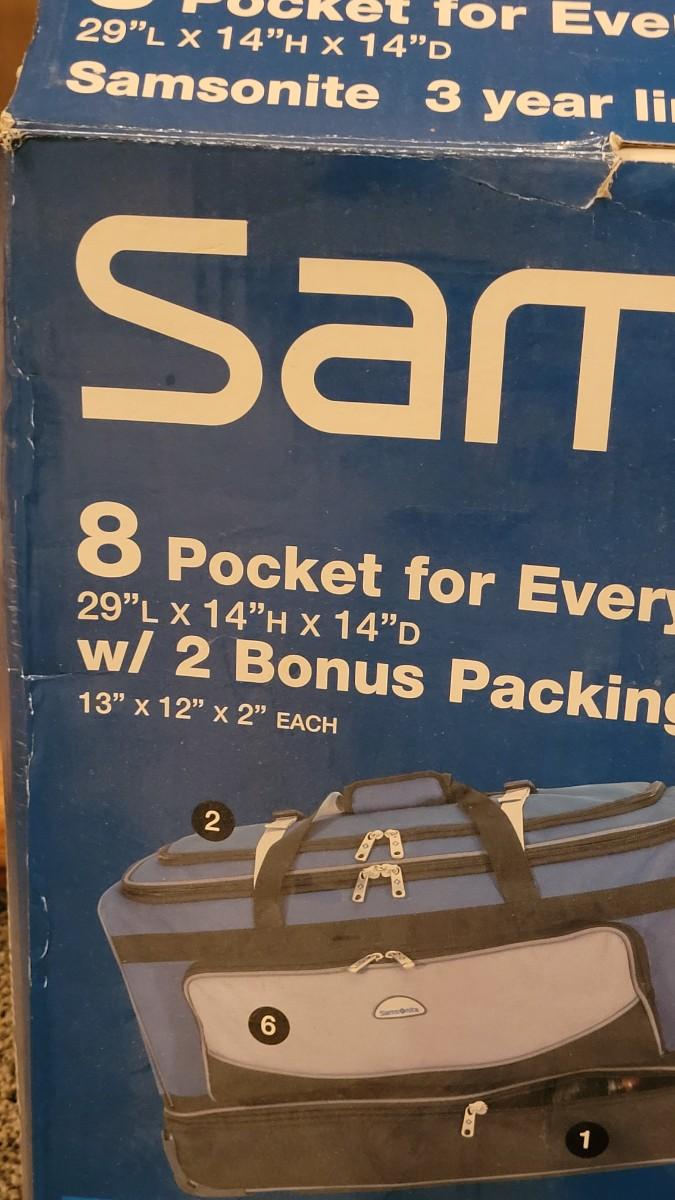 Pocket for Eve
29”L X 14”H X 14”D
Samsonite 3 year li
Sam
8 Pocket for Every
29”L X 14”H X 14”D
w/ 2 Bonus Packing
13” X 12” X 2” EACH
2
6
Samsonite
1